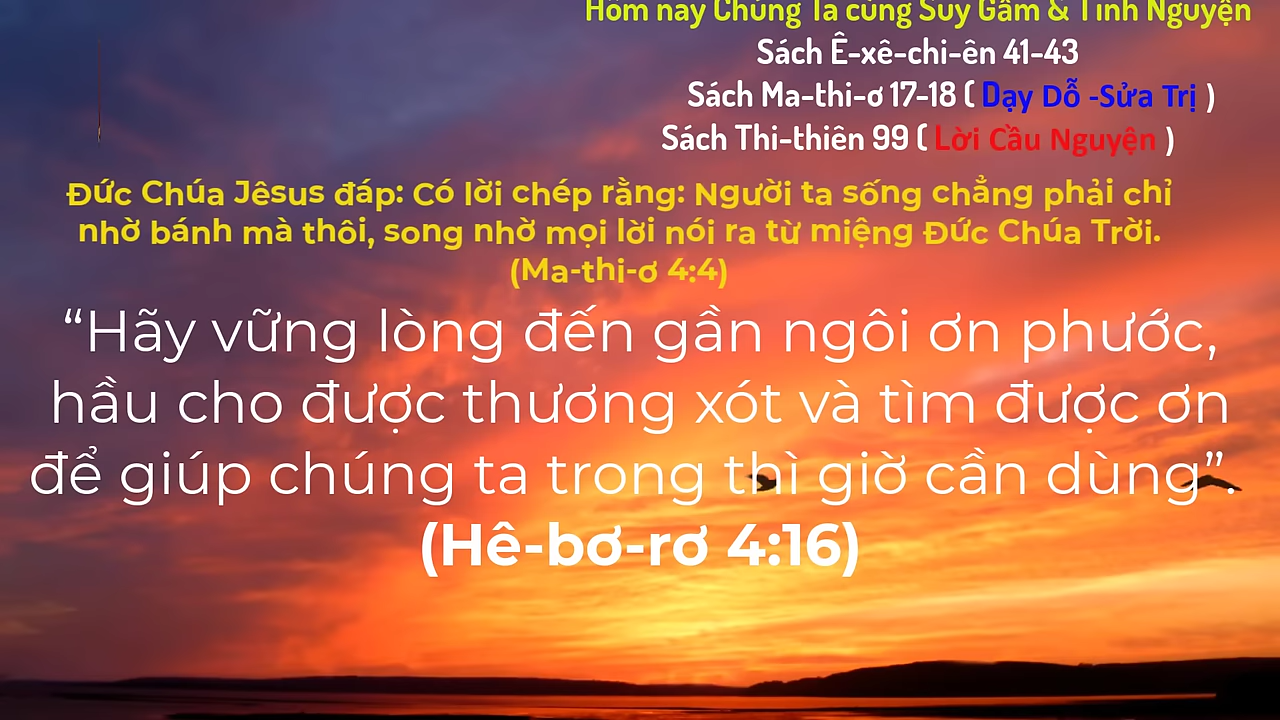 Hôm nay Chúng Ta cùng Suy Gẫm & Tĩnh Nguyện
Sách Ê-xê-chi-ên 41-43
Sách Ma-thi-ơ 17-18 ( Dạy Dỗ -Sửa Trị )
Sách Thi-thiên 99 ( Lời Cầu Nguyện )
Đức Chúa Jêsus đáp: Có lời chép rằng: Người ta sống chẳng phải chỉ
nhờ bánh mà thôi, song nhờ mọi lời nói ra từ miệng Đức Chúa Trời.
(Ma-thi-ơ 4:4)
“Hãy vững lòng đến gần ngôi ơn phước,
hầu cho được thương xót và tìm được ơn
để giúp chúng ta trong thì giờ cần dùng”.
(Hê-bơ-rơ 4:16)